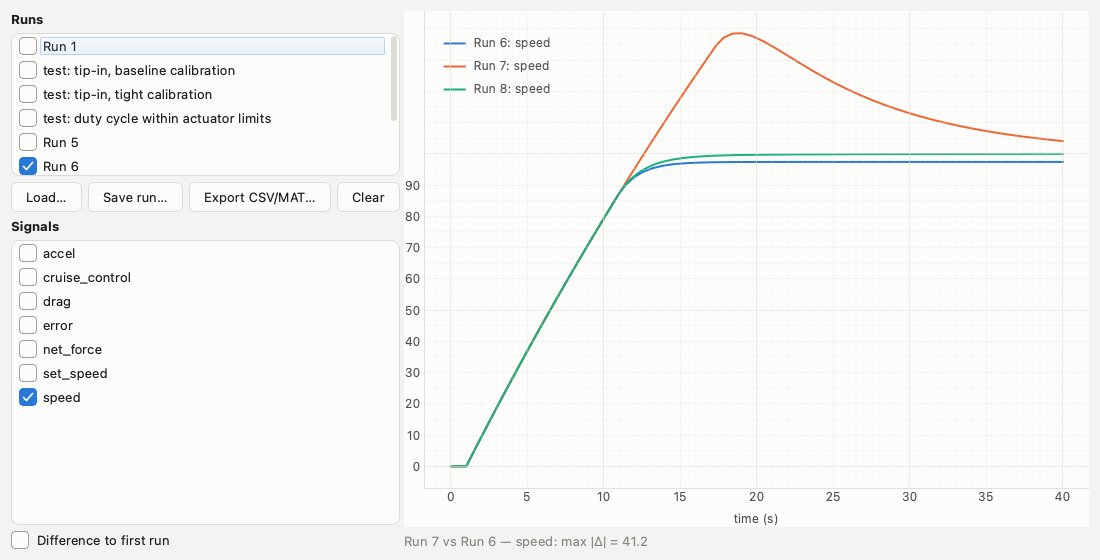 Runs
Run 1
test: tip-in, baseline calibration
test: tip-in, tight calibration
test: duty cycle within actuator limits
Run 5
Run 6
Load... Save run... Export CSV/MAT... Clear
Signals
accel
cruise_control
drag
error
net_force
set_speed
speed
Difference to first run
Run 6: speed
Run 7: speed
Run 8: speed
90
80
70
60
50
40
30
20
10
0
0 5 10 15 20 25 30 35 40
time (s)
Run 7 vs Run 6 — speed: max |Δ| = 41.2